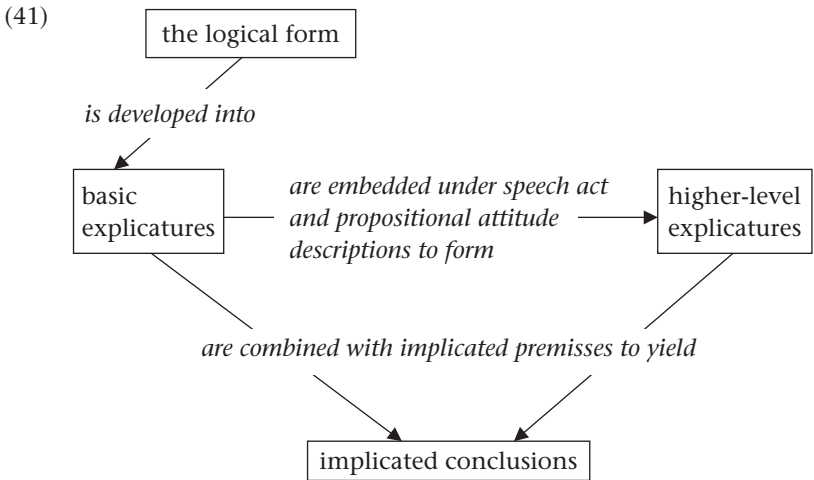 (41)
the logical form
is developed into
basic
explicatures
are embedded under speech act
and propositional attitude
descriptions to form
higher-level
explicatures
are combined with implicated premisses to yield
implicated conclusions